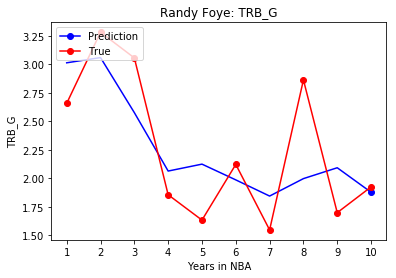 Randy Foye: TRB_G
Prediction
True
TRB_G
3.25
3.00
2.75
2.50
2.25
2.00
1.75
1.50
1 2 3 4 5 6 7 8 9 10
Years in NBA